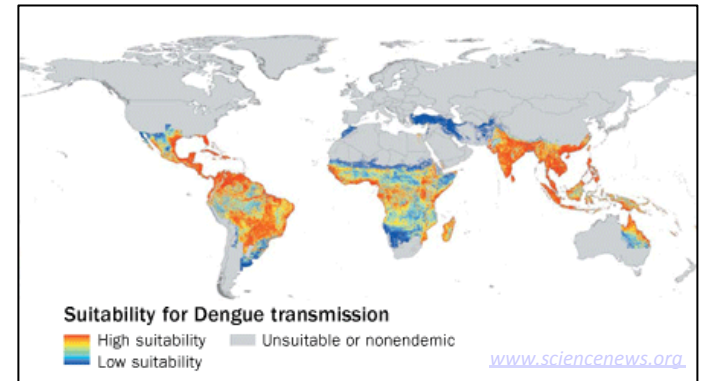 Suitability for Dengue transmission
High suitability
Unsuitable or nonendemic
Low suitability
www.sciencenews.org